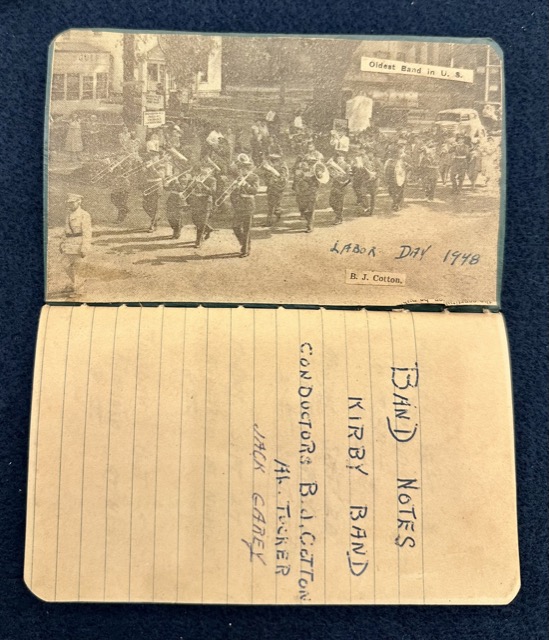 Oldest Band in U. S.
LABOR DAY 1948
B. J. Cotton.
BAND NOTES
KIRBY BAND
CONDUCTORS B.J. COTTON
AL. TUCKER
JACK CAREY